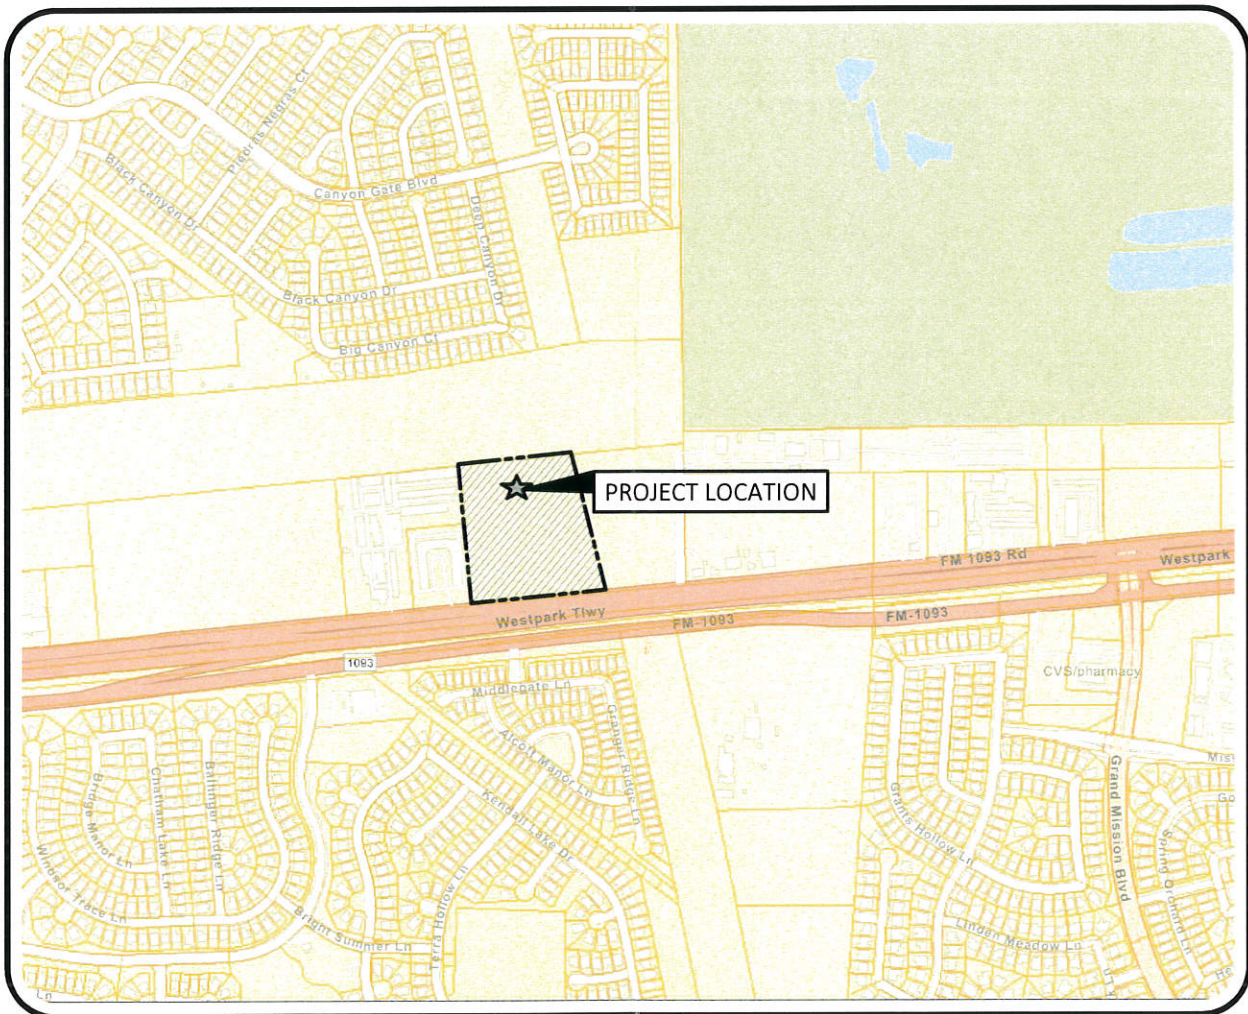 Piedras Negras Ct
Black Canyon Dr
Canyon Gate Blvd
Deep Canyon Dr
Black Canyon Dr
Big Canyon Ct
PROJECT LOCATION
FM 1093 Rd
Westpark
Westpark Tlwy
FM-1093
FM-1093
1093
CVS/pharmacy
Middlegate Ln
Granger Ridge Ln
Alcott Manor Ln
Kendall Lake Dr
Bridge Manor Ln
Chatham Lake Ln
Ballinger Ridge Ln
Windsor Trace Ln
Bright Summer Ln
Terra Hollow Ln
Grants Hollow Ln
Linden Meadow Ln
Grand Mission Blvd
Spring Orchard Ln
Ln